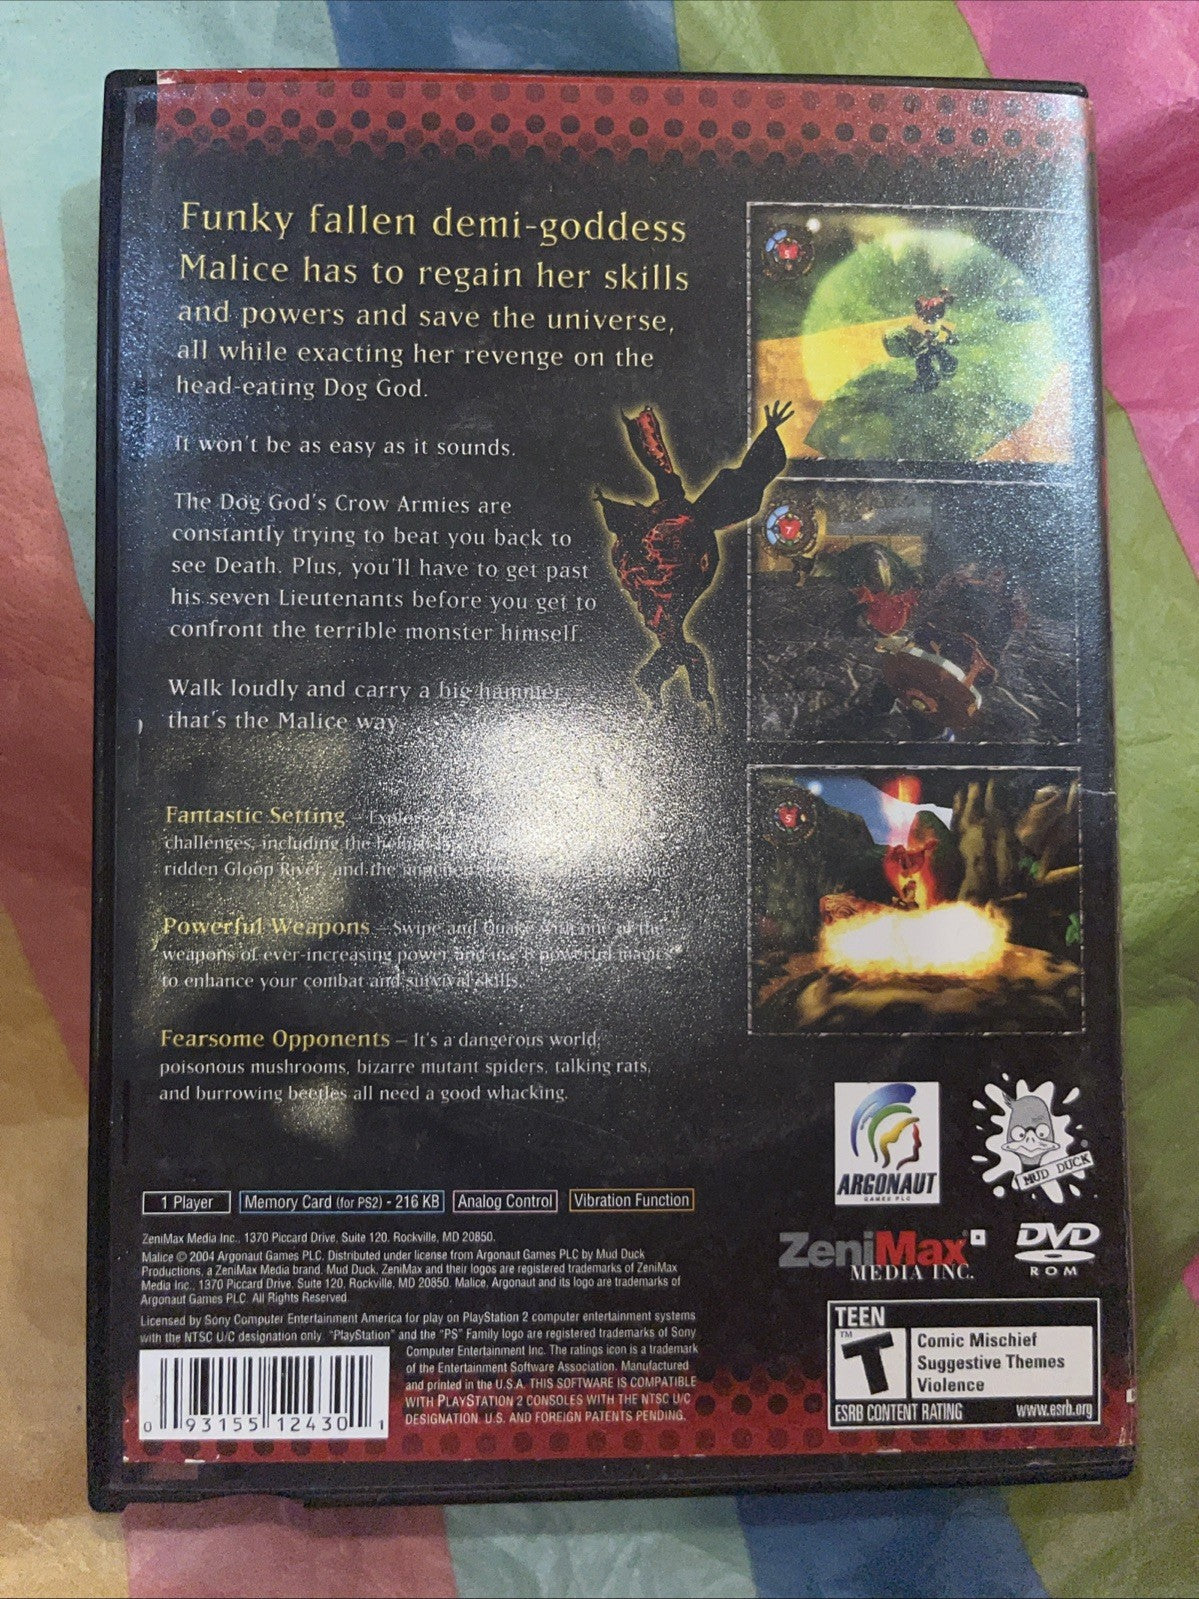 Funky fallen demi-goddess
Malice has to regain her skills
and powers and save the universe,
all while exacting her revenge on the
head-eating Dog God.
It won't be as easy as it sounds.
The Dog God's Crow Armies are
constantly trying to beat you back to
see Death. Plus, you'll have to get past
his seven Lieutenants before you get to
confront the terrible monster himself.
Walk loudly and carry a big hammer,
that's the Malice way.
Fantastic Setting – Explore
challenges, including the
ridden Gloop River, and the
Powerful Weapons – Swipe and Quake with one of the
weapons of ever-increasing power and use 8 powerful magics
to enhance your combat and survival skills.
Fearsome Opponents – It's a dangerous world;
poisonous mushrooms, bizarre mutant spiders, talking rats,
and burrowing beetles all need a good whacking.
5
7
5
ARGONAUT
GAMES PLC
MUD DUCK
1 Player
Memory Card (for PS2) - 216 KB
Analog Control
Vibration Function
ZeniMax Media Inc., 1370 Piccard Drive, Suite 120, Rockville, MD 20850.
Malice © 2004 Argonaut Games PLC. Distributed under license from Argonaut Games PLC by Mud Duck
Productions, a ZeniMax Media brand. Mud Duck, ZeniMax and their logos are registered trademarks of ZeniMax
Media Inc., 1370 Piccard Drive, Suite 120, Rockville, MD 20850. Malice, Argonaut and its logo are trademarks of
Argonaut Games PLC. All Rights Reserved.
Licensed by Sony Computer Entertainment America for play on PlayStation 2 computer entertainment systems
with the NTSC U/C designation only. "PlayStation" and the "PS" Family logo are registered trademarks of Sony
Computer Entertainment Inc. The ratings icon is a trademark
of the Entertainment Software Association. Manufactured
and printed in the U.S.A. THIS SOFTWARE IS COMPATIBLE
WITH PLAYSTATION 2 CONSOLES WITH THE NTSC U/C
DESIGNATION. U.S. AND FOREIGN PATENTS PENDING.
0 93155 12430 1
ZeniMax
MEDIA INC.
DVD
ROM
TEEN
T
TM
Comic Mischief
Suggestive Themes
Violence
ESRB CONTENT RATING
www.esrb.org